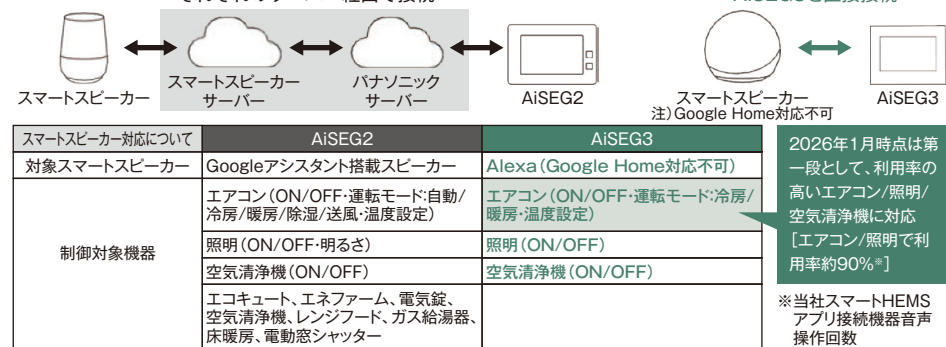 スマートスピーカー
スマートスピーカー
サーバー
パナソニック
サーバー
AiSEG2
スマートスピーカー
注)Google Home対応不可
AiSEG3
スマートスピーカー対応について
AiSEG2
AiSEG3
対象スマートスピーカー
Googleアシスタント搭載スピーカー
Alexa(Google Home対応不可)
制御対象機器
エアコン(ON/OFF・運転モード:自動/
冷房/暖房/除湿/送風・温度設定)
エアコン(ON/OFF・運転モード:冷房/
暖房・温度設定)
照明(ON/OFF・明るさ)
照明(ON/OFF)
空気清浄機(ON/OFF)
空気清浄機(ON/OFF)
エコキュート、エネファーム、電気錠、
空気清浄機、レンジフード、ガス給湯器、
床暖房、電動窓シャッター
2026年1月時点は第
一段として、利用率の
高いエアコン/照明/
空気清浄機に対応
[エアコン/照明で利
用率約90%※]
※当社スマートHEMS
アプリ接続機器音声
操作回数